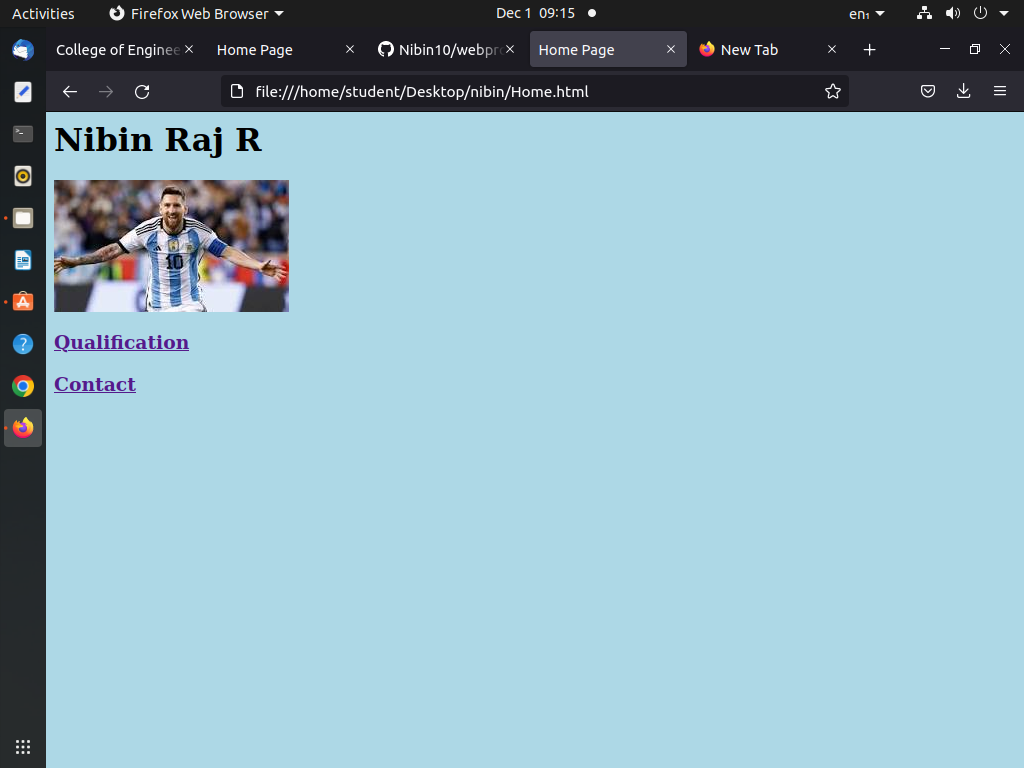 Activities Firefox Web Browser Dec 1 09:15 en1
College of Enginee Home Page Nibin10/webpro Home Page New Tab
file:///home/student/Desktop/nibin/Home.html
Nibin Raj R
10
Qualification
Contact